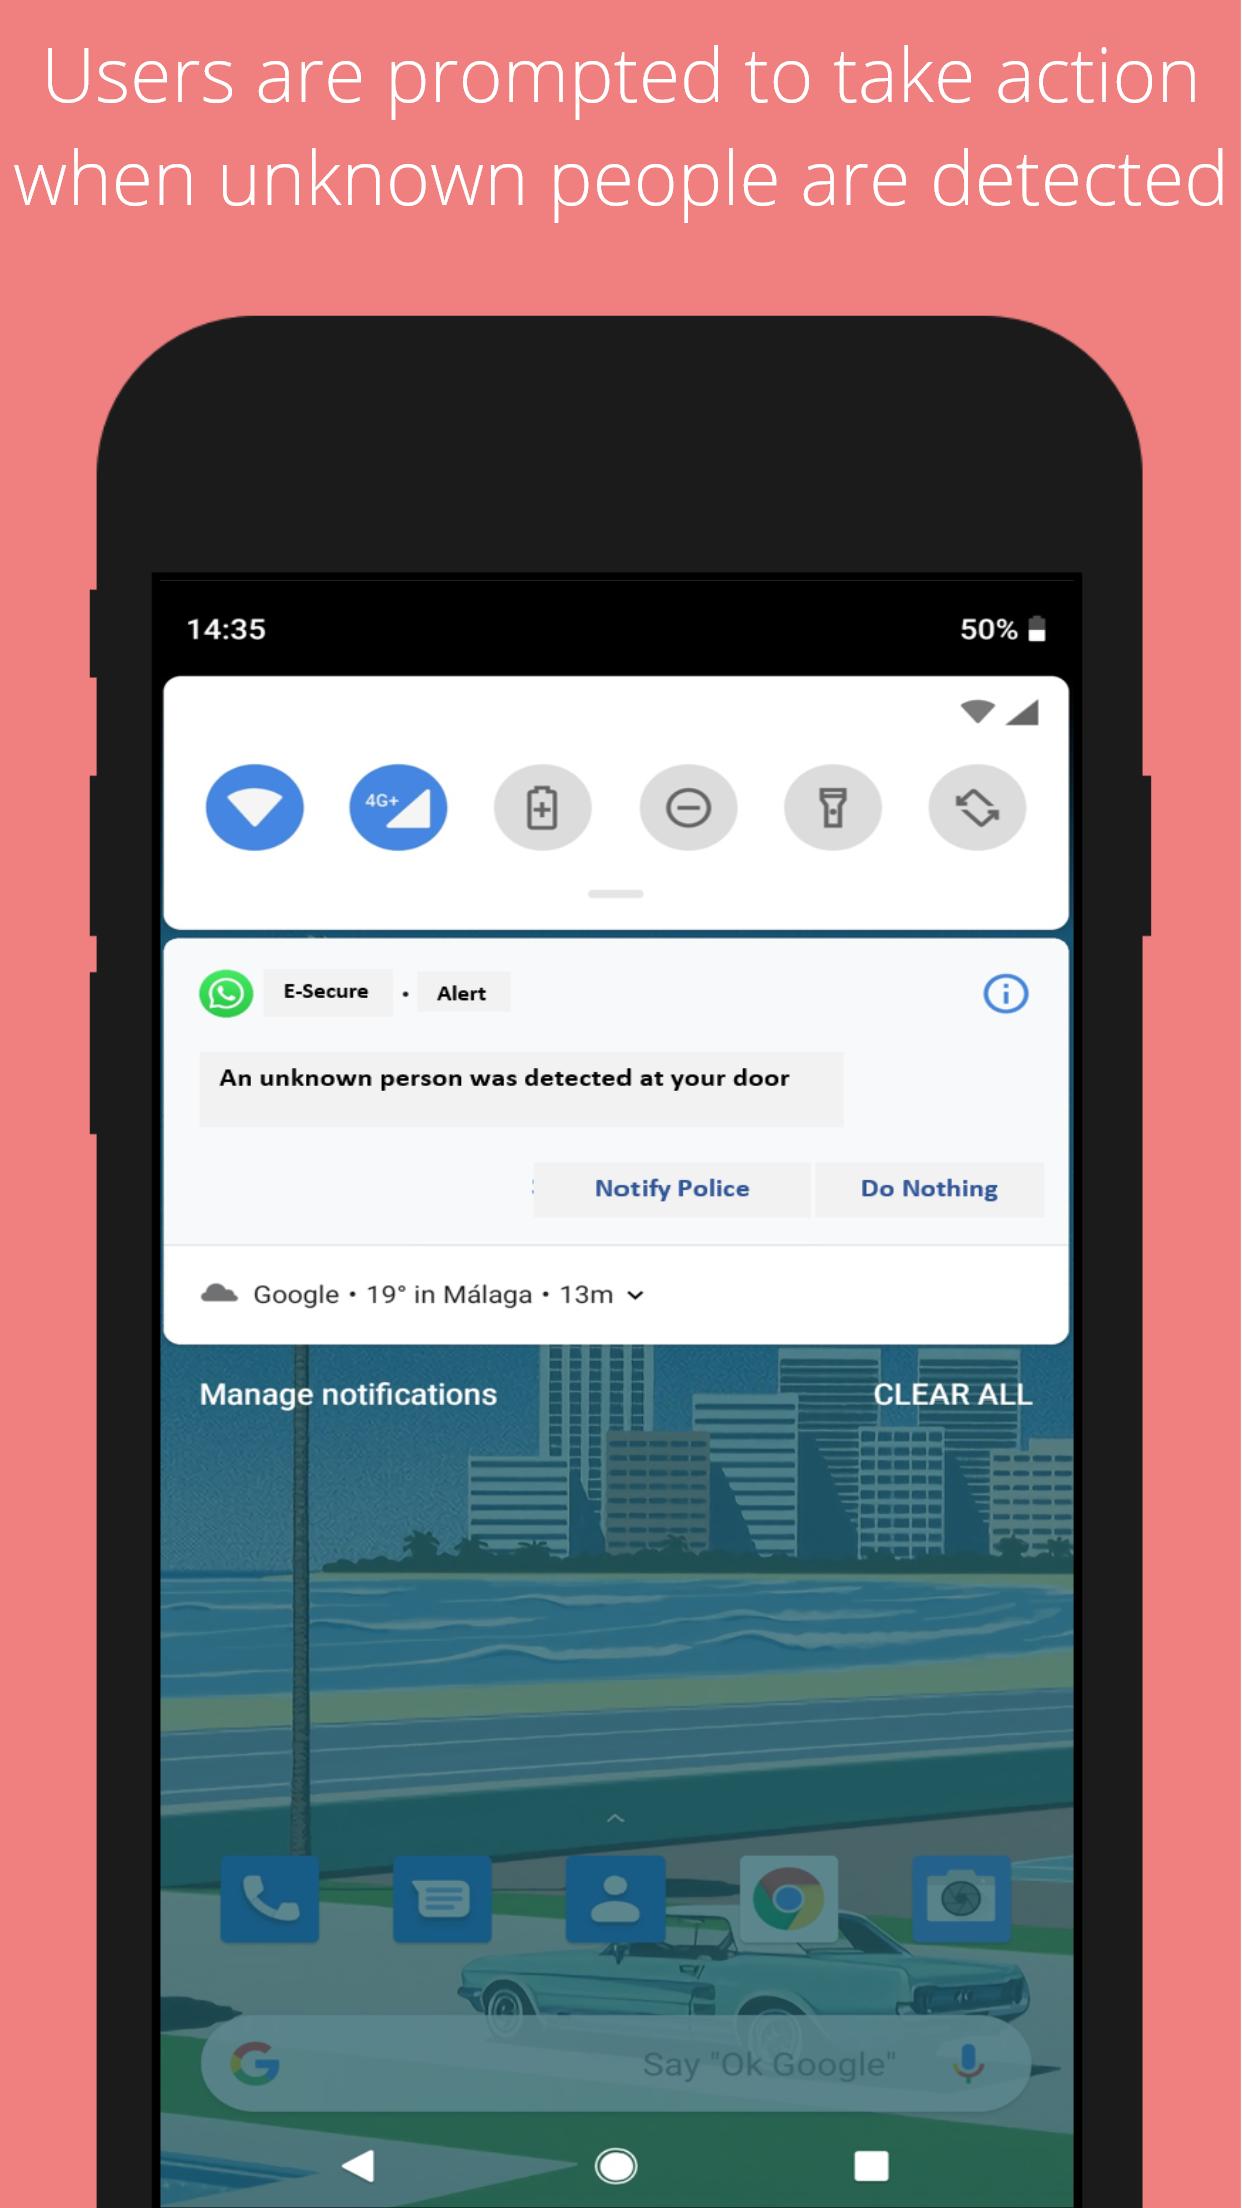 Users are prompted to take action
when unknown people are detected
14:35
50%
4G+
E-Secure • Alert
An unknown person was detected at your door
Notify Police
Do Nothing
Google • 19° in Málaga • 13m
Manage notifications
CLEAR ALL
Say "Ok Google"